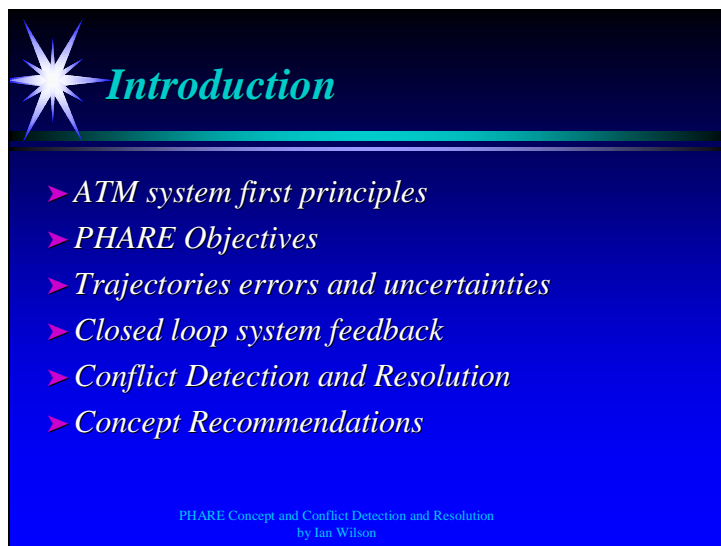 Introduction
ATM system first principles
PHARE Objectives
Trajectories errors and uncertainties
Closed loop system feedback
Conflict Detection and Resolution
Concept Recommendations
PHARE Concept and Conflict Detection and Resolution
by Ian Wilson